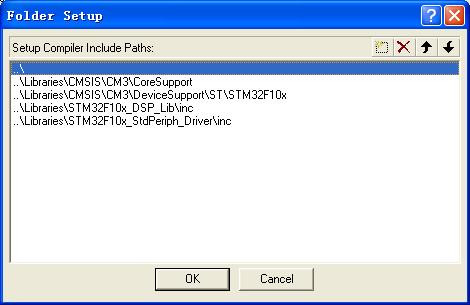 Folder Setup
Setup Compiler Include Paths:
..\
..\Libraries\CMSIS\CM3\CoreSupport
..\Libraries\CMSIS\CM3\DeviceSupport\ST\STM32F10x
..\Libraries\STM32F10x_DSP_Lib\inc
..\Libraries\STM32F10x_StdPeriph_Driver\inc
OK
Cancel